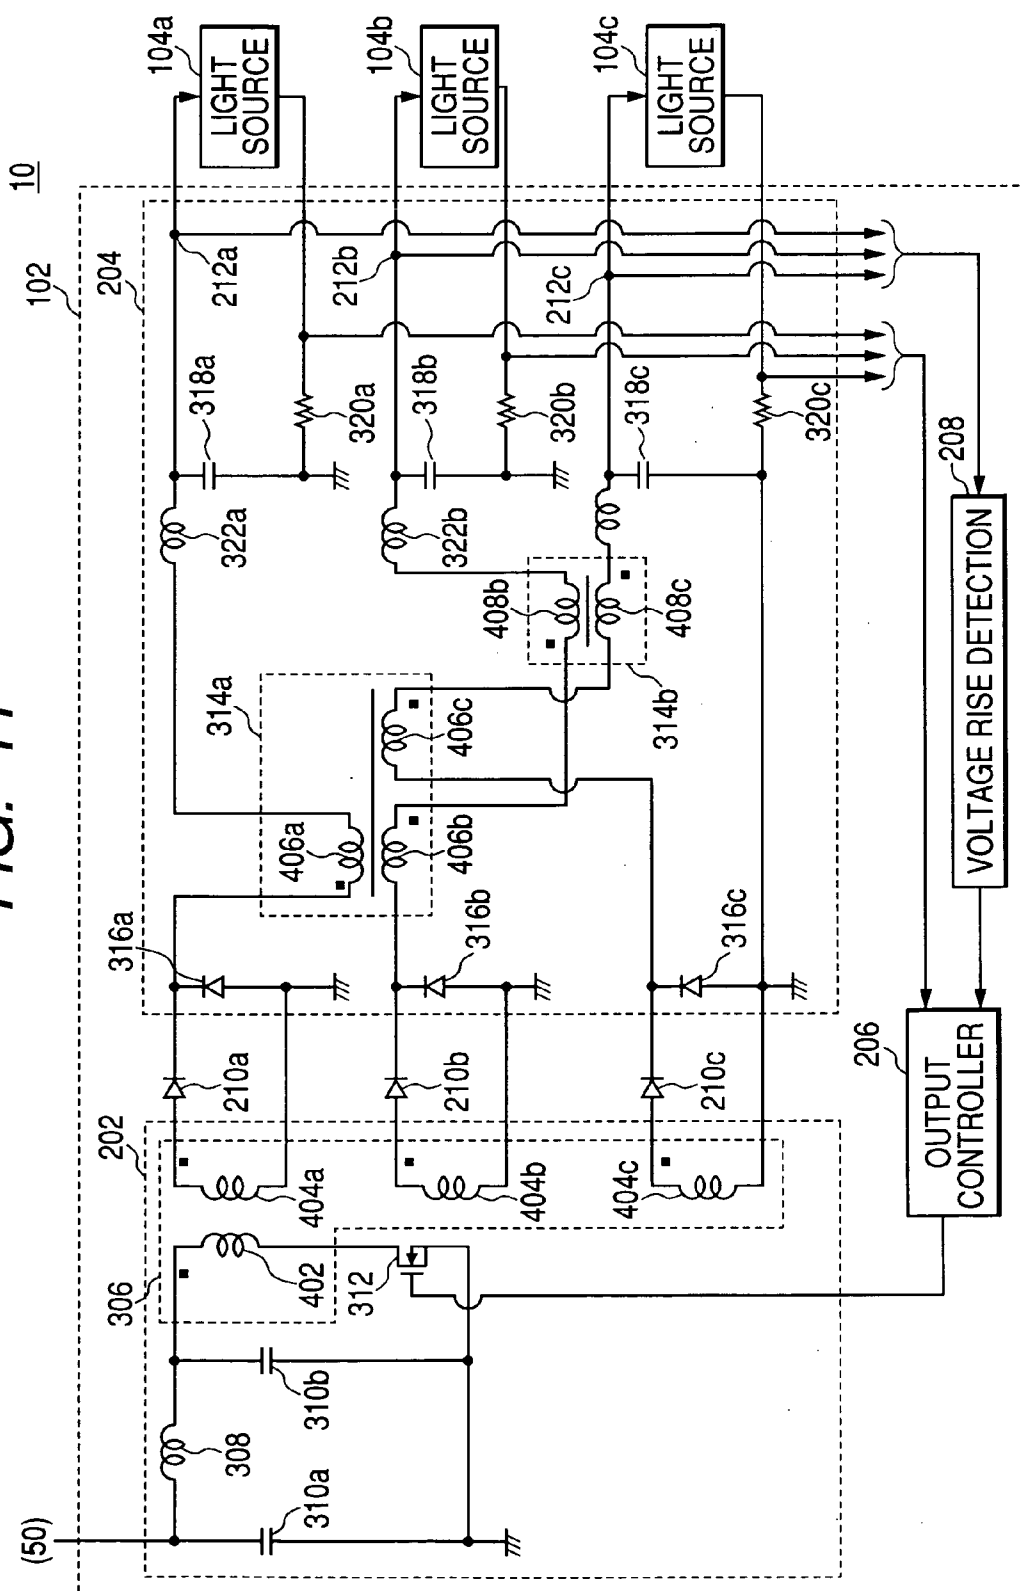 FIG. 11
10
102
204
104a
LIGHT
SOURCE
104b
LIGHT
SOURCE
104c
LIGHT
SOURCE
212a
212b
212c
318a
320a
318b
320b
318c
320c
322a
322b
208
VOLTAGE RISE DETECTION
314a
406a
406b
406c
408b
408c
314b
316a
316b
316c
210a
210b
210c
206
OUTPUT
CONTROLLER
202
306
404a
404b
404c
402
312
310b
308
310a
(50)